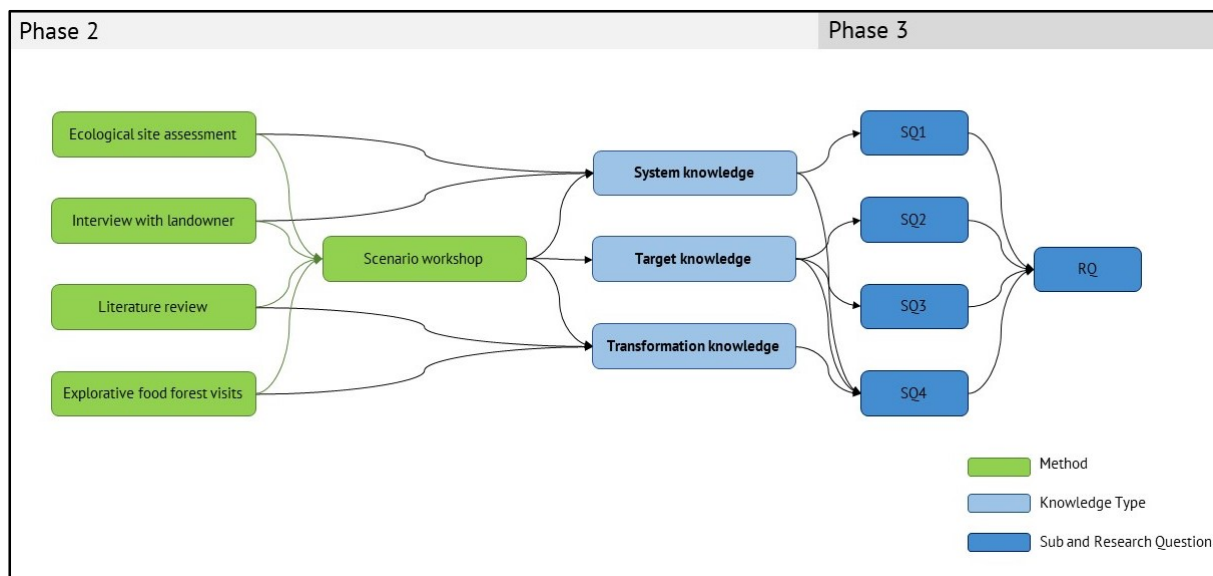 Phase 2
Phase 3
Ecological site assessment
SQ1
System knowledge
Interview with landowner
SQ2
Scenario workshop
Target knowledge
RQ
Literature review
SQ3
Transformation knowledge
Explorative food forest visits
SQ4
Method
Knowledge Type
Sub and Research Question